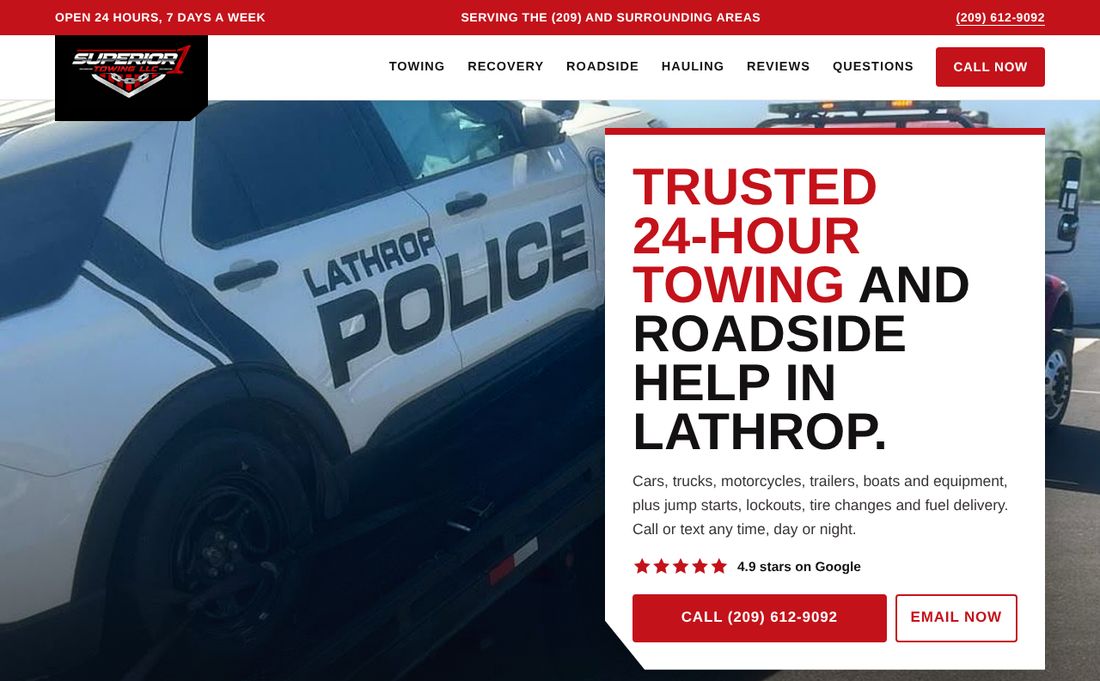 OPEN 24 HOURS, 7 DAYS A WEEK
SERVING THE (209) AND SURROUNDING AREAS
(209) 612-9092
SUPERIOR 1
TOWING LLC
TOWING
RECOVERY
ROADSIDE
HAULING
REVIEWS
QUESTIONS
CALL NOW
LATHROP
POLICE
TRUSTED
24-HOUR
TOWING AND
ROADSIDE
HELP IN
LATHROP.
Cars, trucks, motorcycles, trailers, boats and equipment,
plus jump starts, lockouts, tire changes and fuel delivery.
Call or text any time, day or night.
4.9 stars on Google
CALL (209) 612-9092
EMAIL NOW